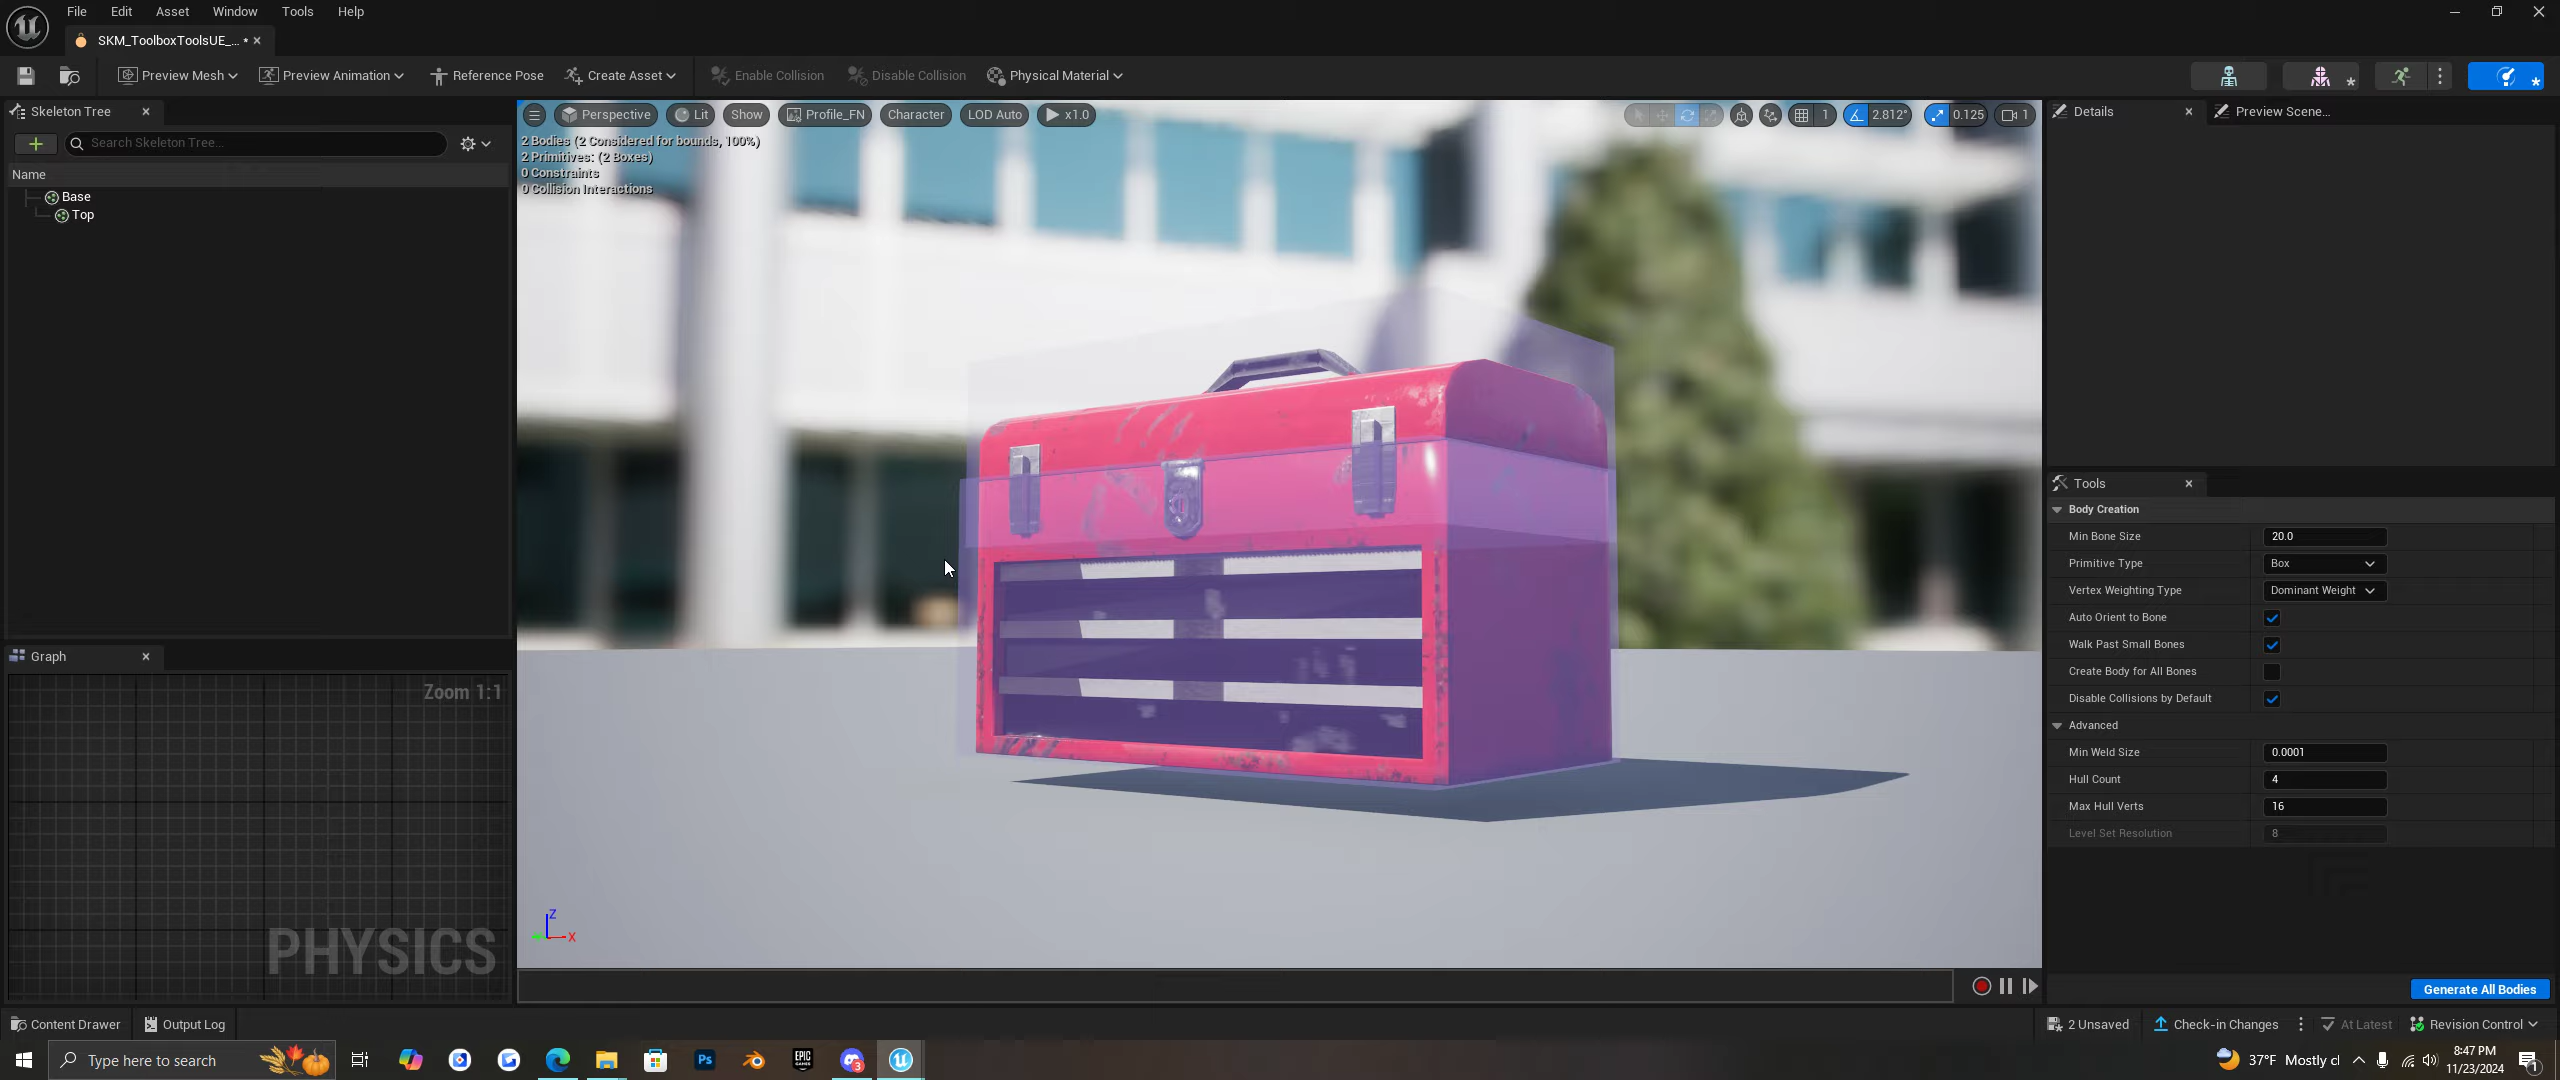 File Edit Asset Window Tools Help
SKM_ToolboxToolsUE_... *
Preview Mesh Preview Animation Reference Pose Create Asset Enable Collision Disable Collision Physical Material
Skeleton Tree
Search Skeleton Tree...
Name
Base
Top
Graph
Zoom 1:1
PHYSICS
Perspective Lit Show Profile_FN Character LOD Auto x1.0
1 2.812° 0.125 1
2 Bodies (2 Considered for bounds, 100%)
2 Primitives: (2 Boxes)
0 Constraints
0 Collision Interactions
Z
X
Details Preview Scene...
Tools
Body Creation
Min Bone Size 20.0
Primitive Type Box
Vertex Weighting Type Dominant Weight
Auto Orient to Bone
Walk Past Small Bones
Create Body for All Bones
Disable Collisions by Default
Advanced
Min Weld Size 0.0001
Hull Count 4
Max Hull Verts 16
Level Set Resolution 8
Generate All Bodies
Content Drawer Output Log 2 Unsaved Check-in Changes At Latest Revision Control
Type here to search
Ps
EPIC GAMES
3
37°F Mostly cl
8:47 PM
11/23/2024
1